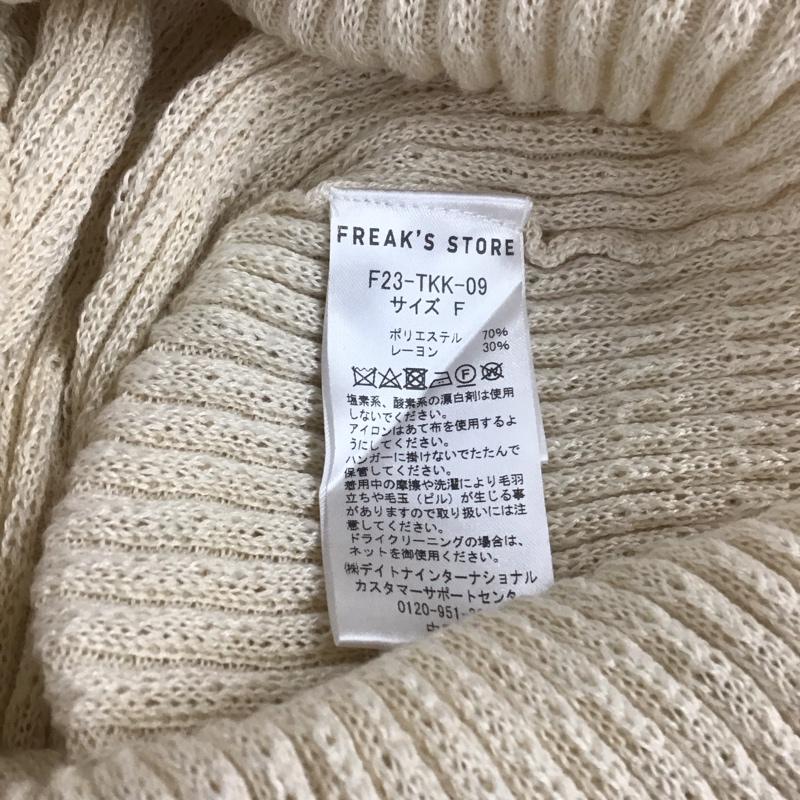 FREAK'S STORE
F23-TKK-09
サイズ F
ポリエステル 70%
レーヨン 30%
塩素系、酸素系の漂白剤は使用
しないでください。
アイロンはあて布を使用するよ
うにしてください。
ハンガーに掛けないでたたんで
保管してください。
着用中の摩擦や洗濯により毛羽
立ちや毛玉（ピル）が生じる事
がありますので取り扱いには注
意してください。
ドライクリーニングの場合は、
ネットを御使用ください。
㈱デイトナインターナショナル
カスタマーサポートセンタ
0120-951-